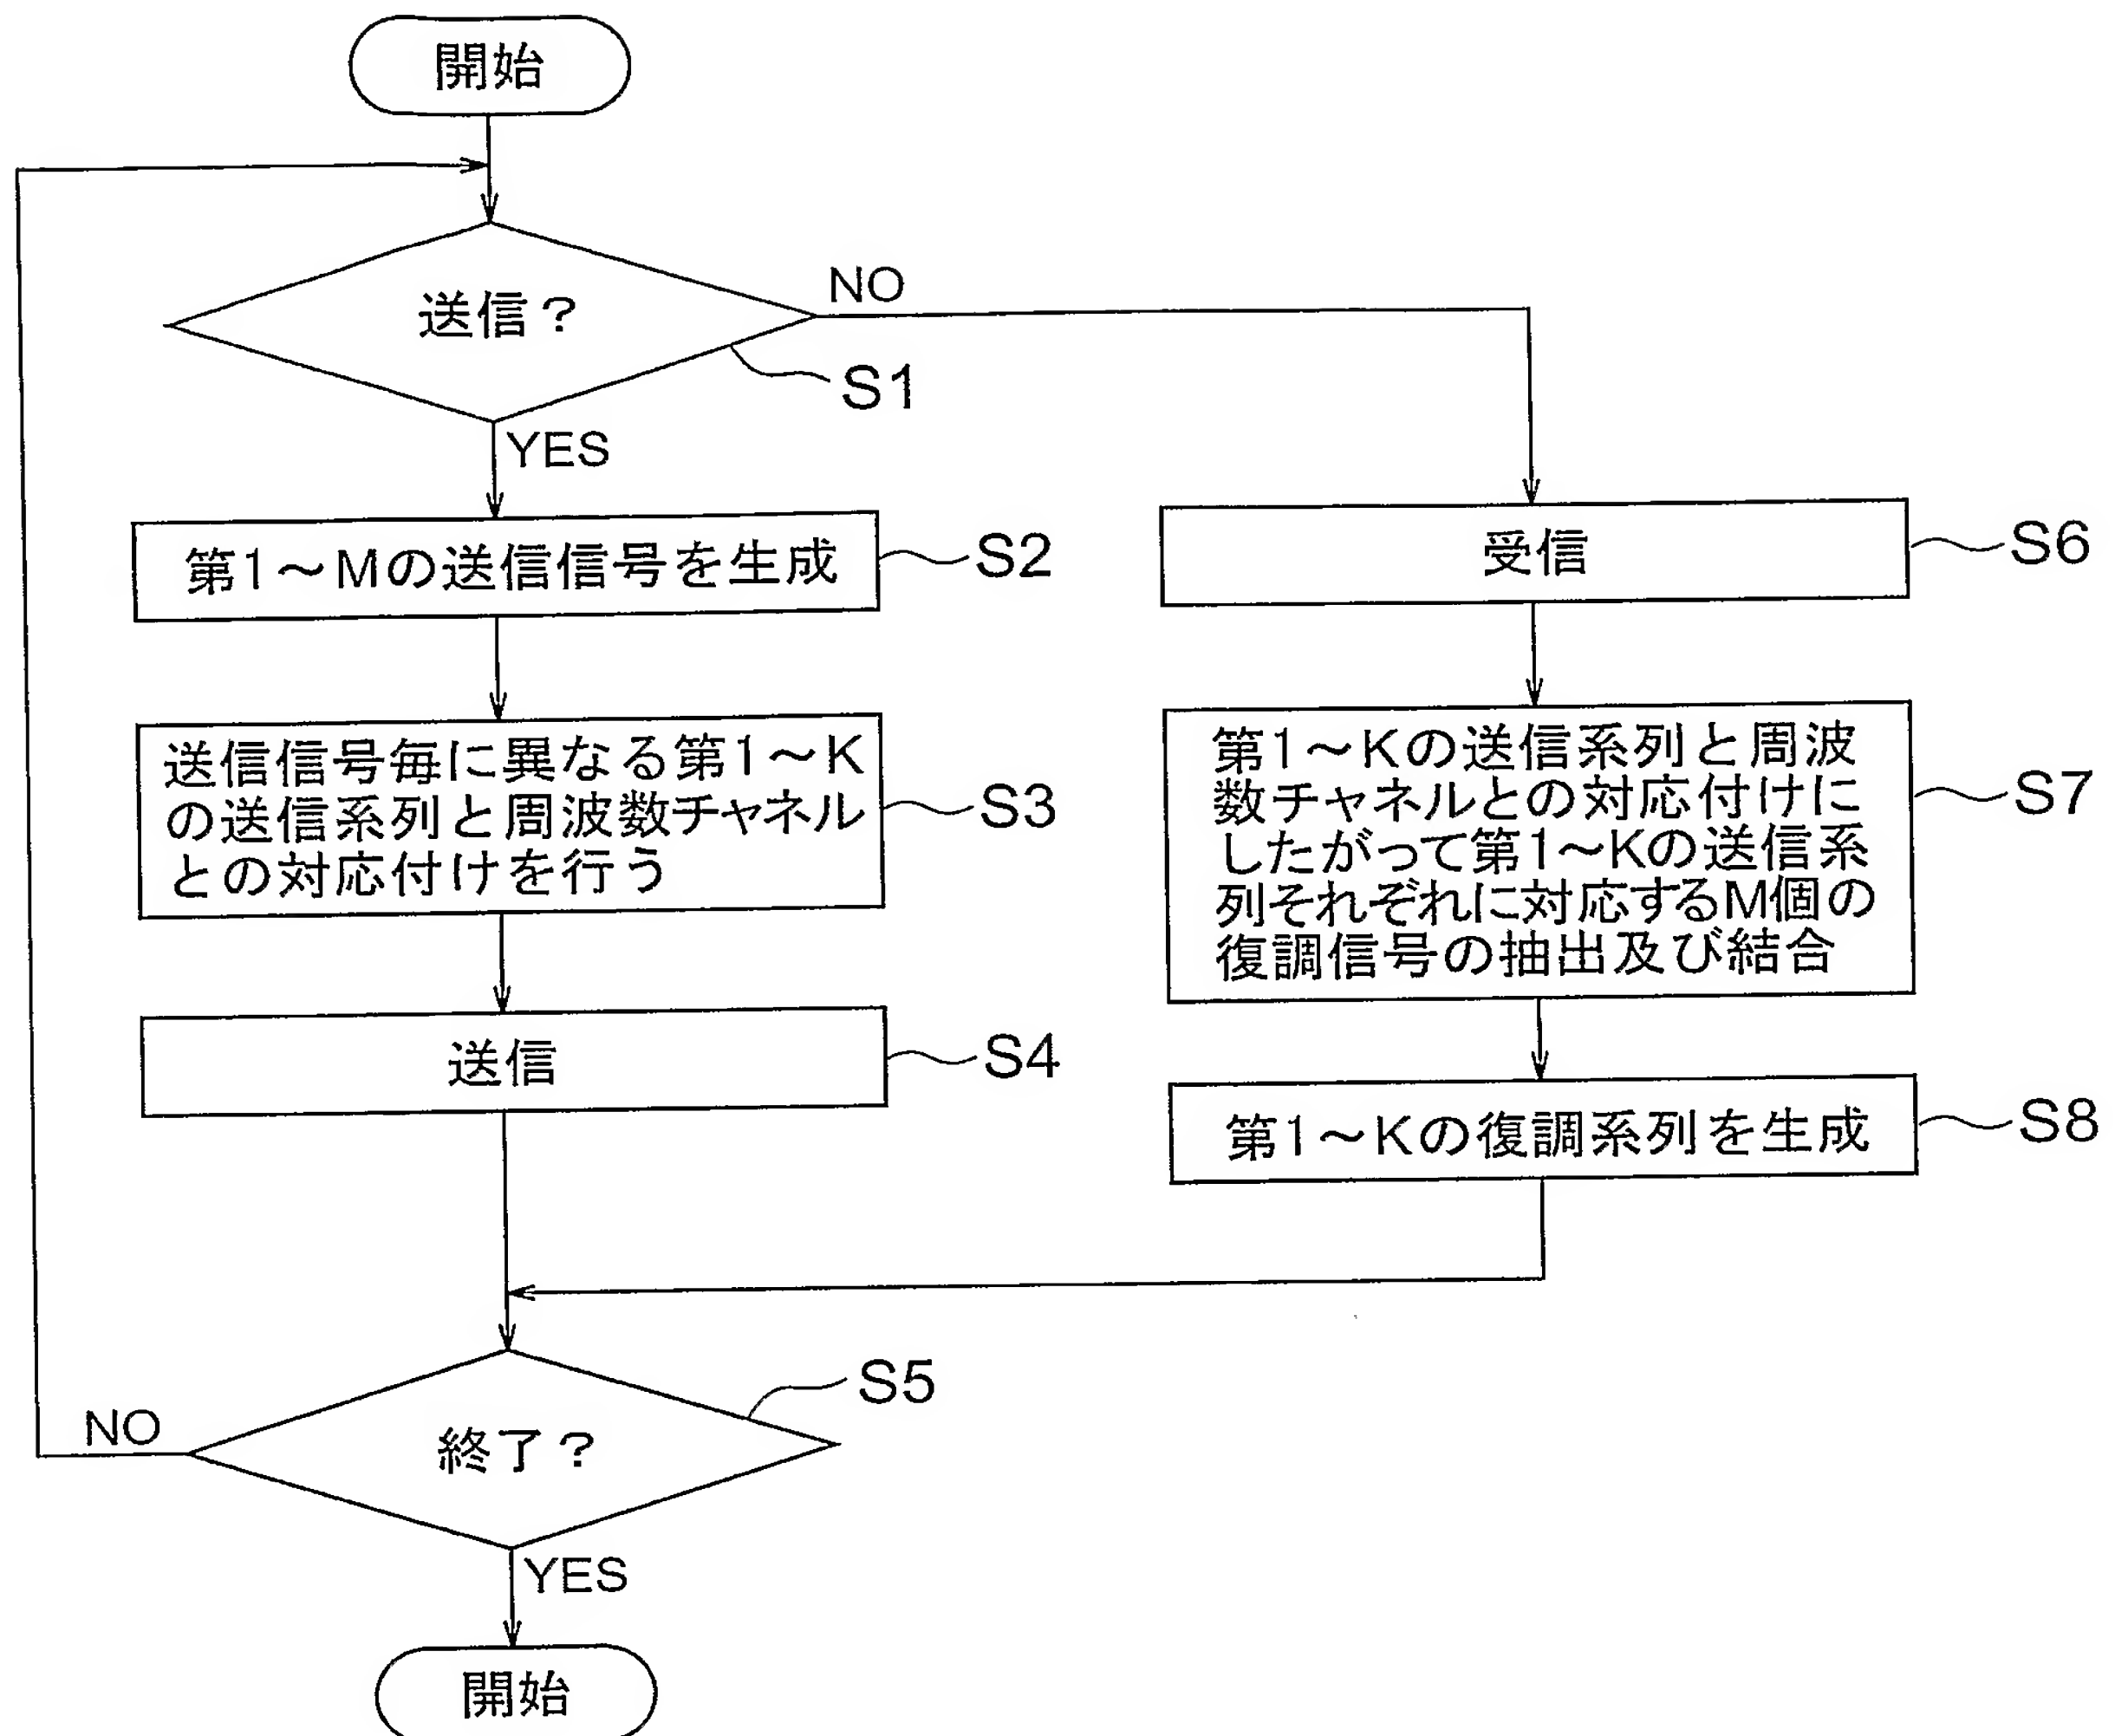 開始
送信?
NO
S1
YES
第1~Mの送信信号を生成
S2
送信信号毎に異なる第1~K
の送信系列と周波数チャネル
との対応付けを行う
S3
送信
S4
受信
S6
第1~Kの送信系列と周波
数チャネルとの対応付けに
したがって第1~Kの送信系
列それぞれに対応するM個の
復調信号の抽出及び結合
S7
第1~Kの復調系列を生成
S8
終了?
S5
NO
YES
開始